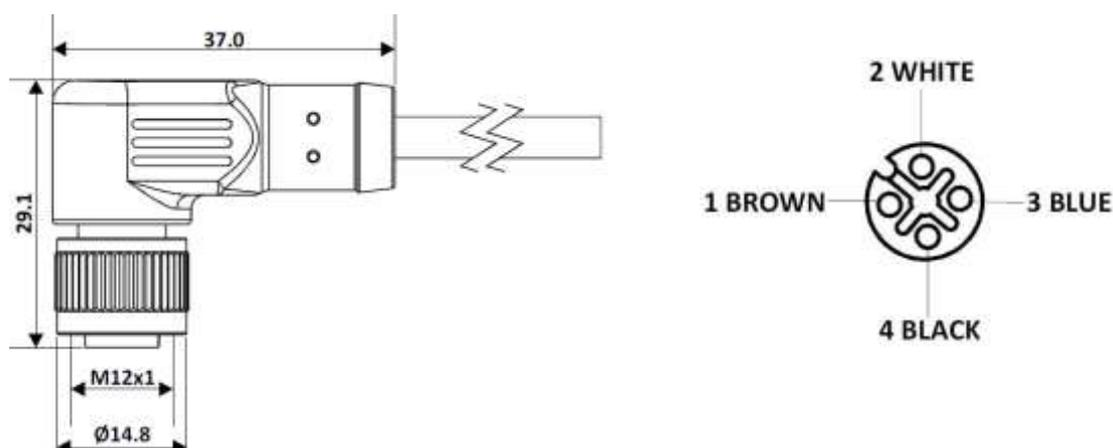 37.0
29.1
M12x1
Ø14.8
2 WHITE
1 BROWN
3 BLUE
4 BLACK